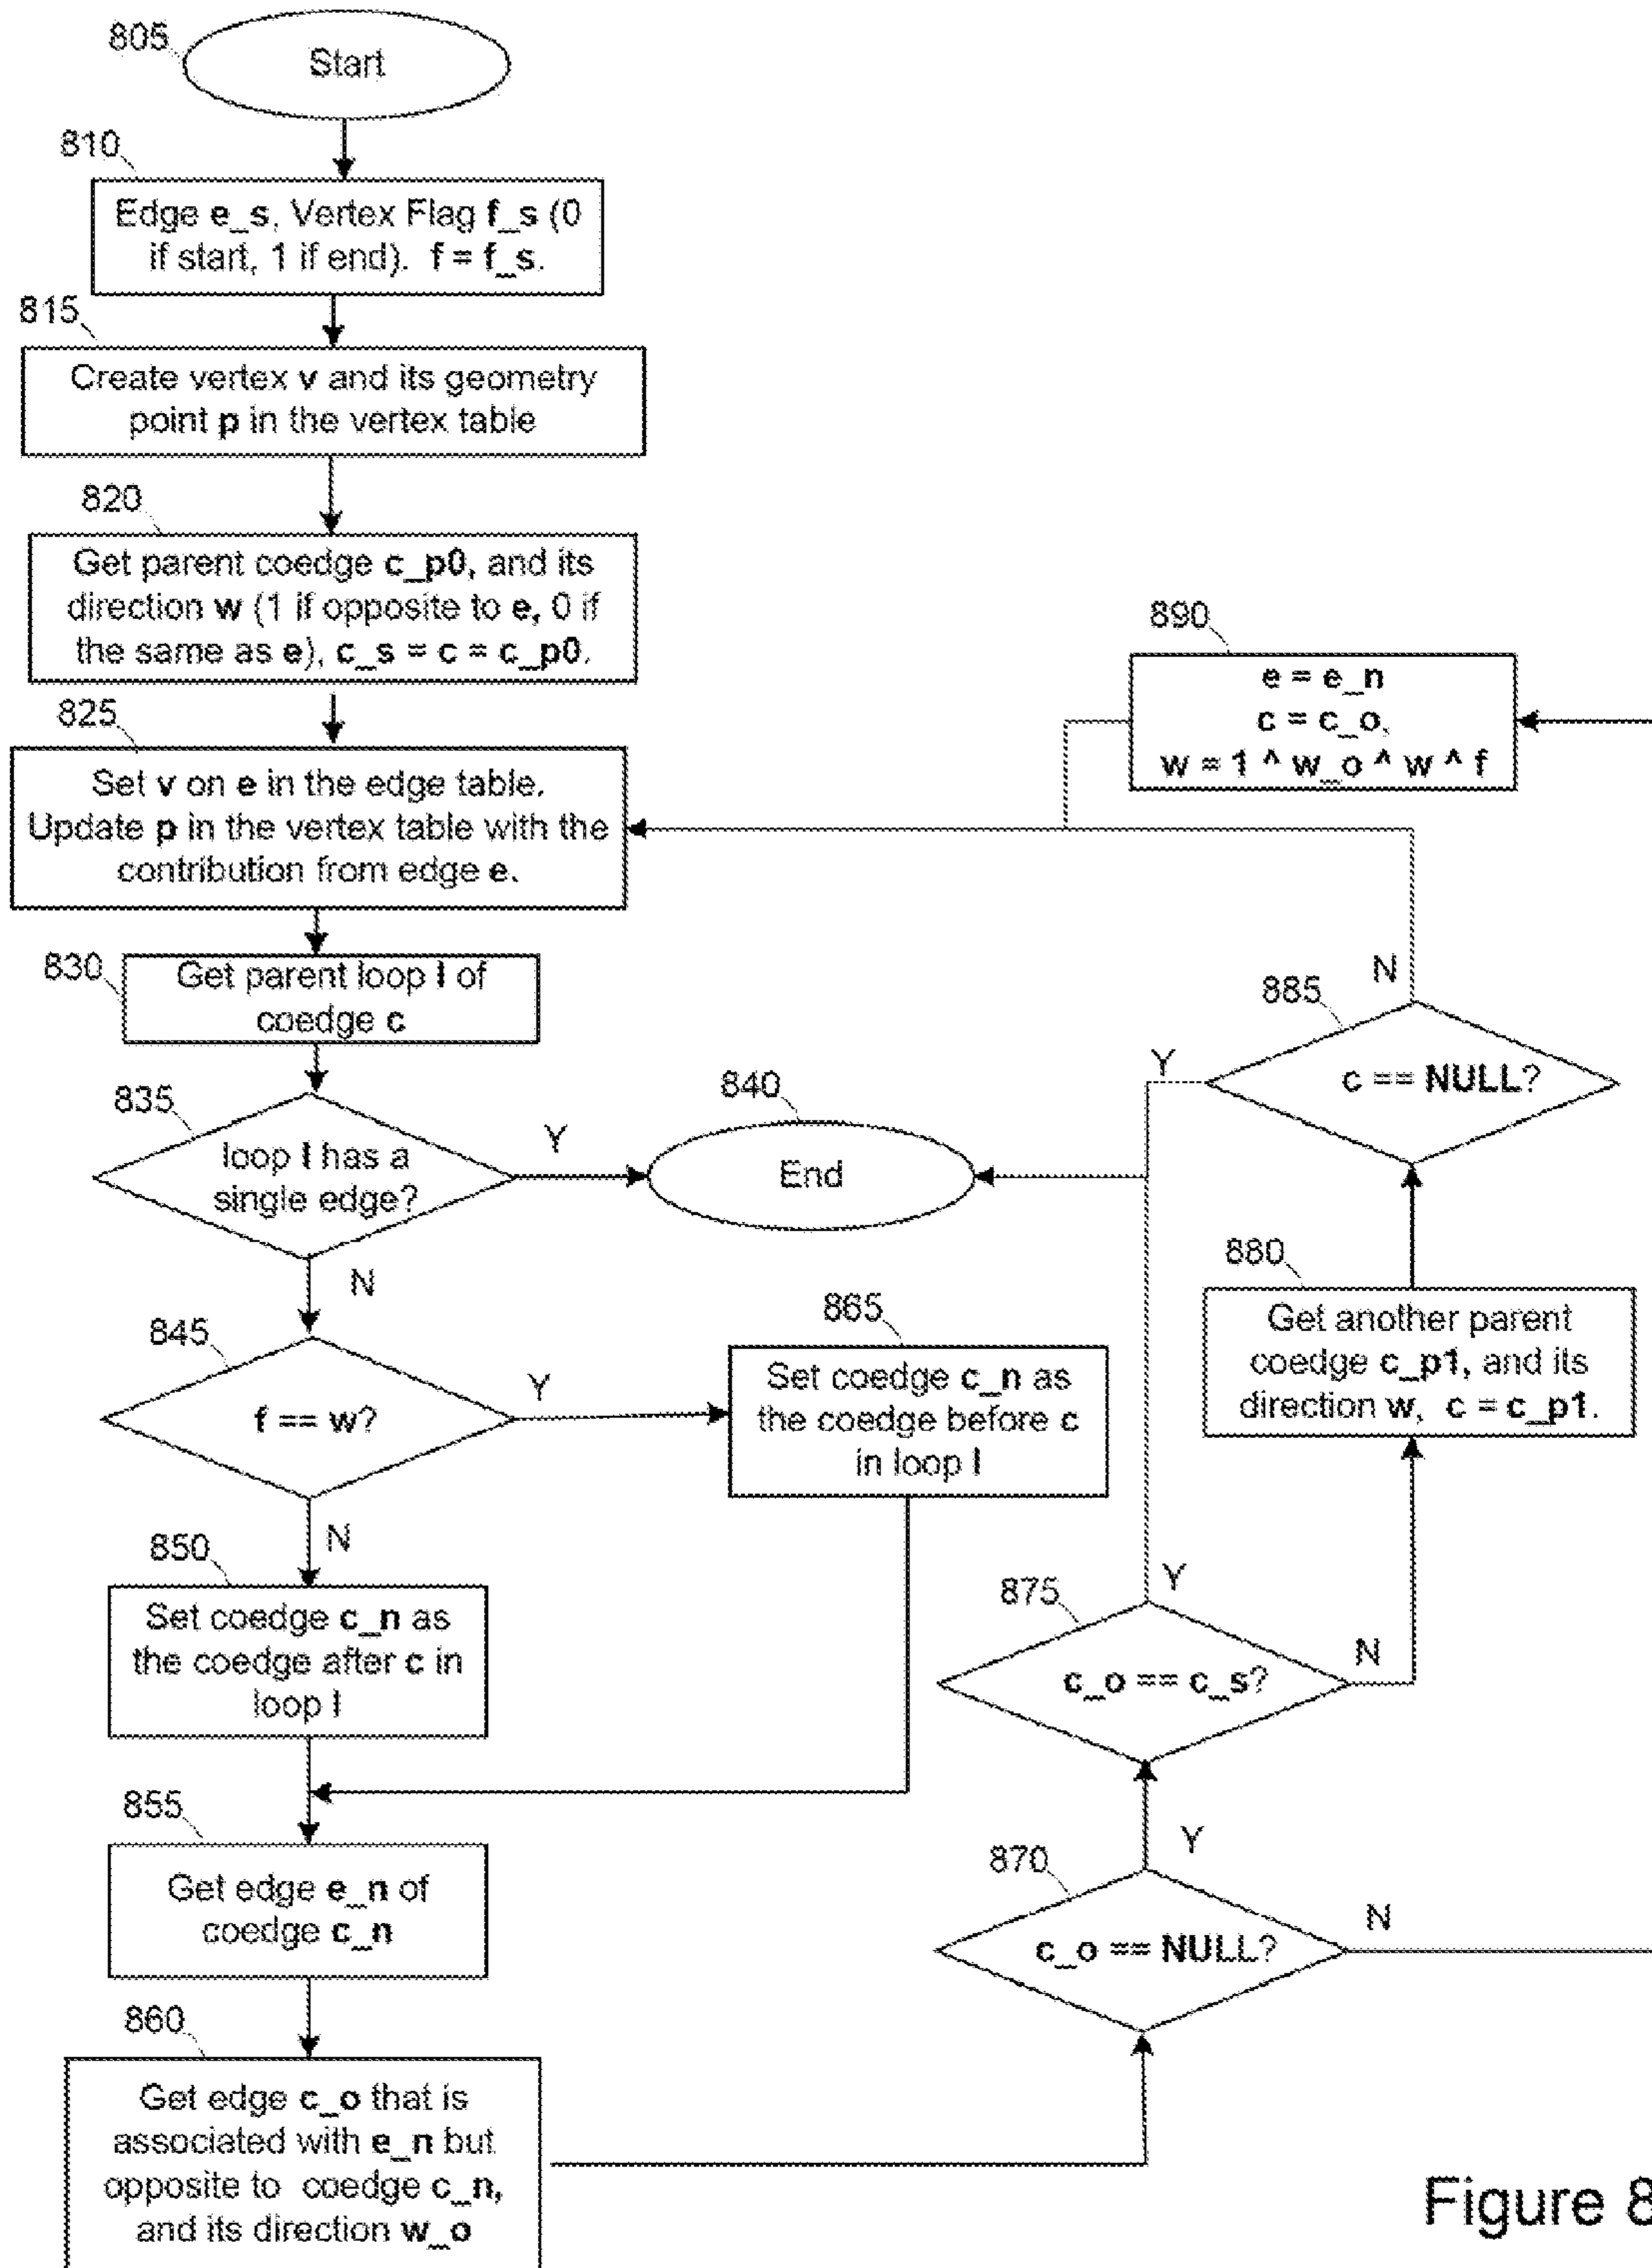 805
Start
810
Edge e_s, Vertex Flag f_s (0
if start, 1 if end). f = f_s.
815
Create vertex v and its geometry
point p in the vertex table
820
Get parent coedge c_p0, and its
direction w (1 if opposite to e, 0 if
the same as e), c_s = c = c_p0.
825
Set v on e in the edge table.
Update p in the vertex table with the
contribution from edge e.
830
Get parent loop l of
coedge c
835
loop l has a
single edge?
Y
N
840
End
845
f == w?
Y
N
850
Set coedge c_n as
the coedge after c in
loop l
865
Set coedge c_n as
the coedge before c
in loop l
855
Get edge e_n of
coedge c_n
860
Get edge c_o that is
associated with e_n but
opposite to coedge c_n,
and its direction w_o
870
c_o == NULL?
Y
N
875
c_o == c_s?
Y
N
880
Get another parent
coedge c_p1, and its
direction w, c = c_p1.
885
c == NULL?
Y
N
890
e = e_n
c = c_o,
w = 1 ^ w_o ^ w ^ f
Figure 8